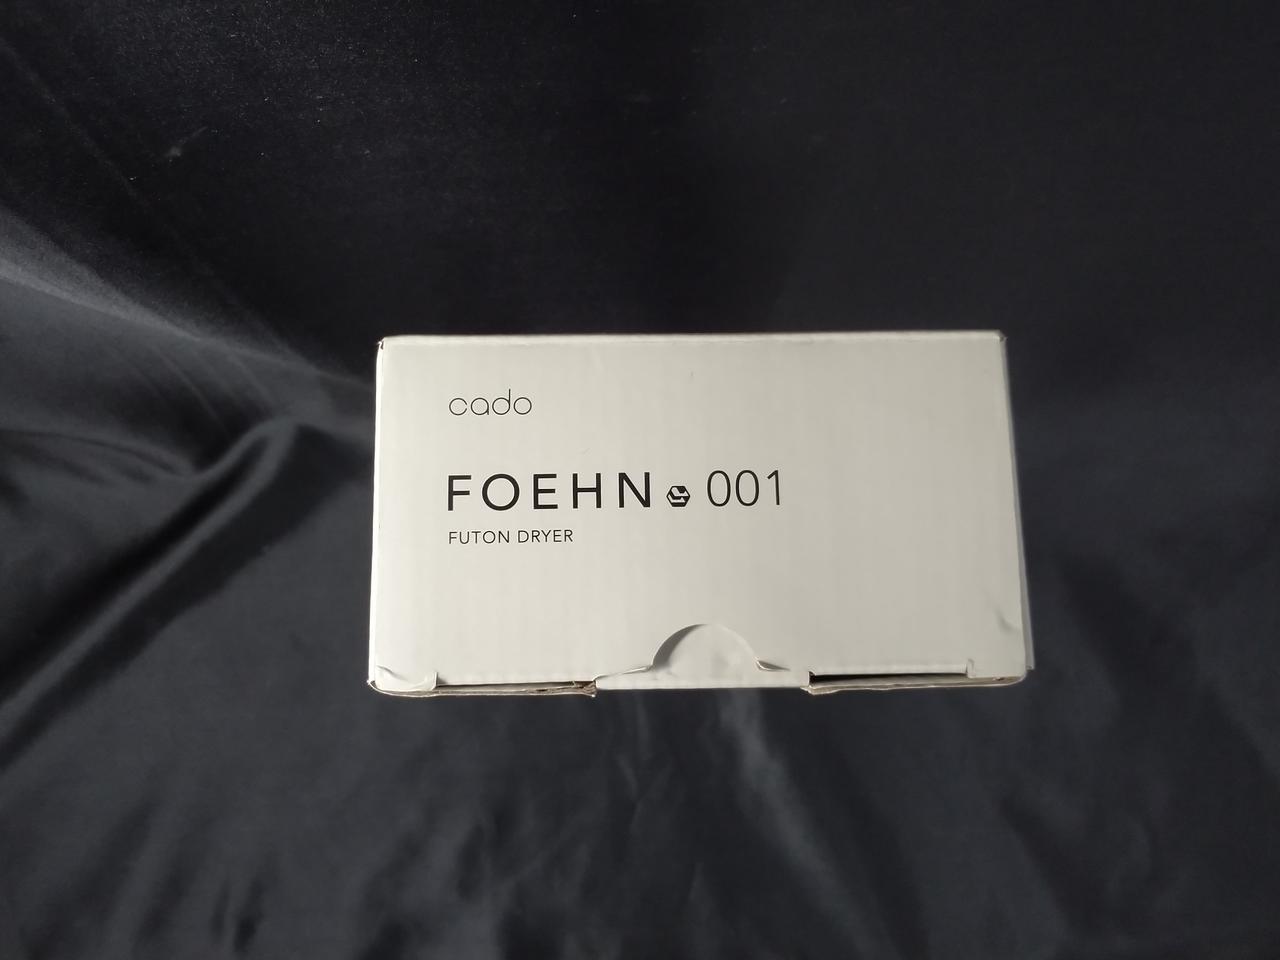 cado
FOEHN 001
FUTON DRYER